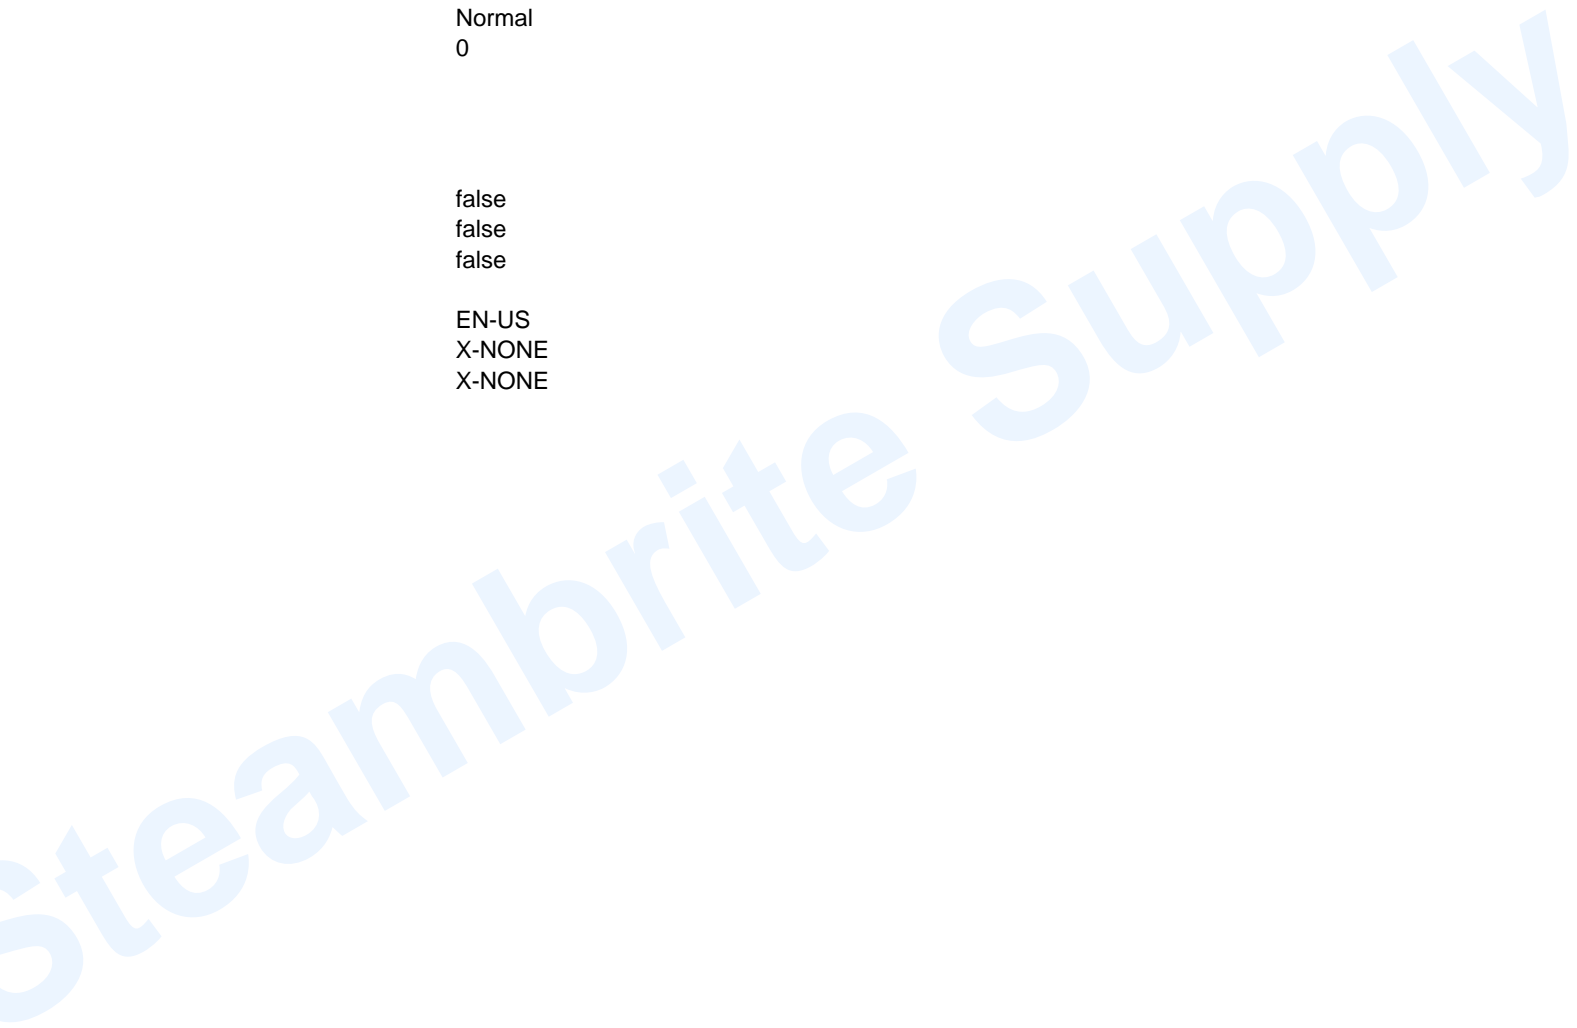 Normal
0
false
false
false
EN-US
X-NONE
X-NONE
Steambrite Supply